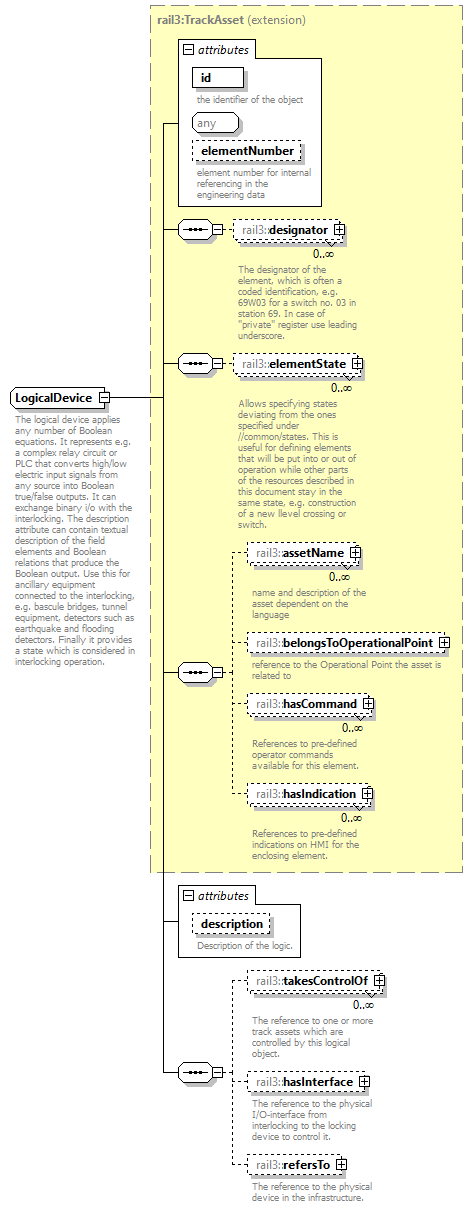 rail3:TrackAsset (extension)
attributes
id
the identifier of the object
any
elementNumber
element number for internal
referencing in the
engineering data
rail3::designator
0..∞
The designator of the
element, which is often a
coded identification, e.g.
69W03 for a switch no. 03 in
station 69. In case of
"private" register use leading
underscore.
rail3::elementState
0..∞
Allows specifying states
deviating from the ones
specified under
//common/states. This is
useful for defining elements
that will be put into or out of
operation while other parts
of the resources described in
this document stay in the
same state, e.g. construction
of a new llevel crossing or
switch.
LogicalDevice
The logical device applies
any number of Boolean
equations. It represents e.g.
a complex relay circuit or
PLC that converts high/low
electric input signals from
any source into Boolean
true/false outputs. It can
exchange binary i/o with the
interlocking. The description
attribute can contain textual
description of the field
elements and Boolean
relations that produce the
Boolean output. Use this for
ancillary equipment
connected to the interlocking,
e.g. bascule bridges, tunnel
equipment, detectors such as
earthquake and flooding
detectors. Finally it provides
a state which is considered in
interlocking operation.
rail3::assetName
0..∞
name and description of the
asset dependent on the
language
rail3::belongsToOperationalPoint
reference to the Operational Point the asset is
related to
rail3::hasCommand
0..∞
References to pre-defined
operator commands
available for this element.
rail3::hasIndication
0..∞
References to pre-defined
indications on HMI for the
enclosing element.
attributes
description
Description of the logic.
rail3::takesControlOf
0..∞
The reference to one or more
track assets which are
controlled by this logical
object.
rail3::hasInterface
The reference to the physical
I/O-interface from
interlocking to the locking
device to control it.
rail3::refersTo
The reference to the physical
device in the infrastructure.